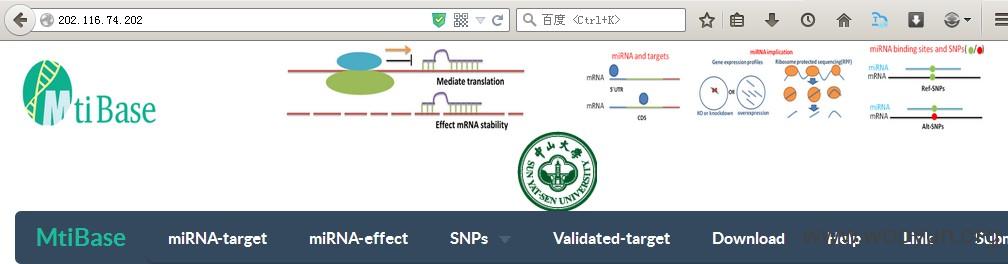 202.116.74.202
百度 <Ctrl+K>
MtiBase
Mediate translation
Effect mRNA stability
miRNA and targets
mRNA
5'UTR
mRNA
CDS
miRNA implication
Gene expression profiles
OR
KO or knockdown overexpression
Ribosome protected sequencing(RPF)
miRNA binding sites and SNPs(/)
miRNA
mRNA
Ref-SNPs
miRNA
mRNA
Alt-SNPs
中山大学
SUN YAT-SEN UNIVERSITY
MtiBase miRNA-target miRNA-effect SNPs Validated-target Download Help Link